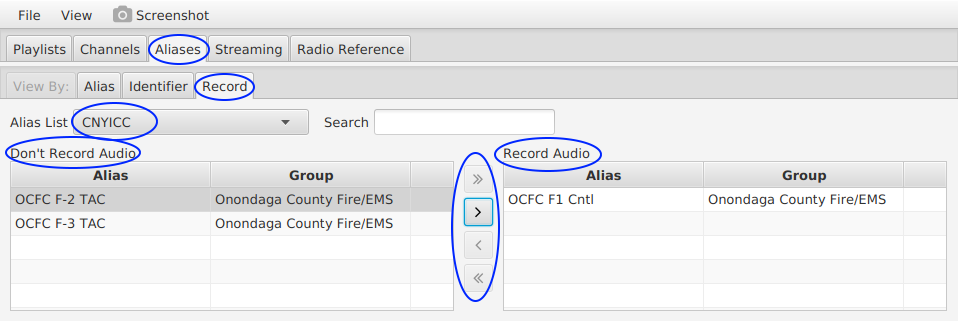 File View Screenshot
Playlists Channels Aliases Streaming Radio Reference
View By: Alias Identifier Record
Alias List CNYICC Search
Don't Record Audio Record Audio
Alias Group Alias Group
OCFC F-2 TAC Onondaga County Fire/EMS OCFC F1 Cntl Onondaga County Fire/EMS
OCFC F-3 TAC Onondaga County Fire/EMS